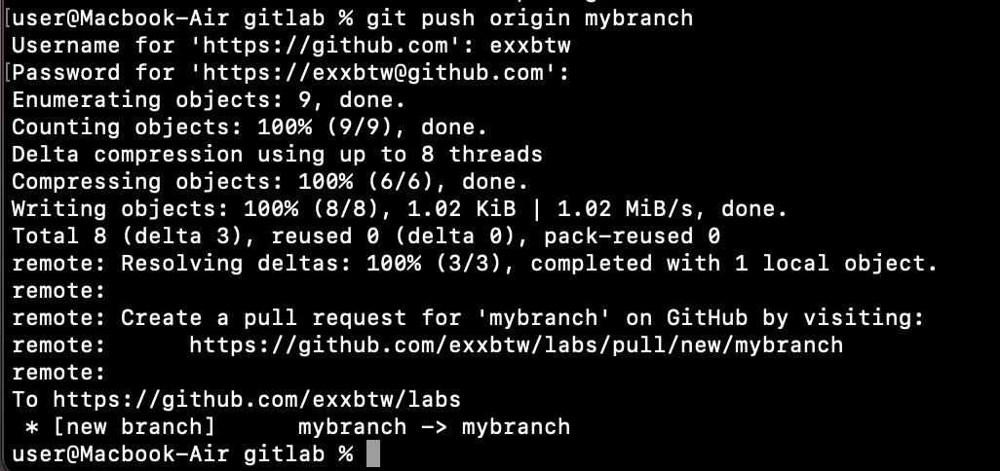 [user@Macbook-Air gitlab % git push origin mybranch
Username for 'https://github.com': exxbtw
[Password for 'https://exxbtw@github.com':
Enumerating objects: 9, done.
Counting objects: 100% (9/9), done.
Delta compression using up to 8 threads
Compressing objects: 100% (6/6), done.
Writing objects: 100% (8/8), 1.02 KiB | 1.02 MiB/s, done.
Total 8 (delta 3), reused 0 (delta 0), pack-reused 0
remote: Resolving deltas: 100% (3/3), completed with 1 local object.
remote:
remote: Create a pull request for 'mybranch' on GitHub by visiting:
remote:      https://github.com/exxbtw/labs/pull/new/mybranch
remote:
To https://github.com/exxbtw/labs
 * [new branch]      mybranch -> mybranch
user@Macbook-Air gitlab %